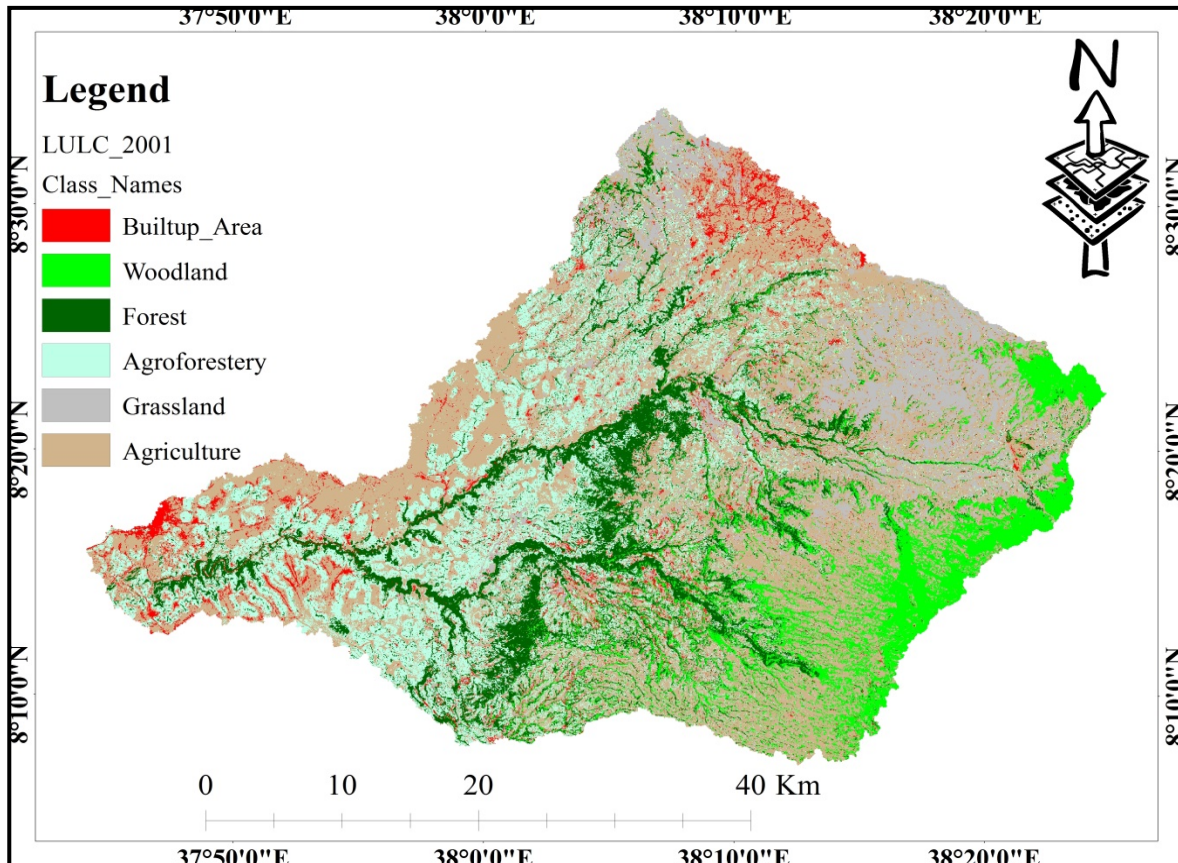 37°50'0"E 38°0'0"E 38°10'0"E 38°20'0"E
N
Legend
LULC_2001
Class_Names
Builtup_Area
Woodland
Forest
Agroforestery
Grassland
Agriculture
8°30'0"N 8°30'0"N
8°20'0"N 8°20'0"N
8°10'0"N 8°10'0"N
0 10 20 40 Km
37°50'0"E 38°0'0"E 38°10'0"E 38°20'0"E